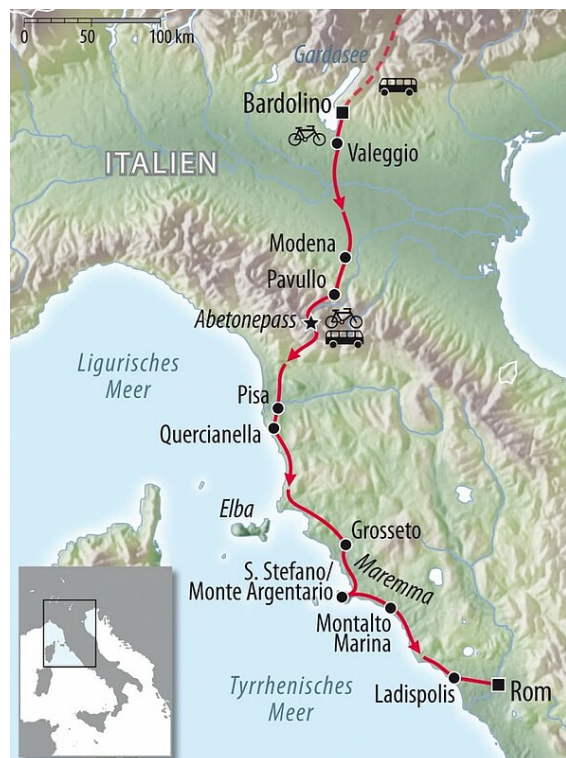 0 50 100 km
Gardasee
Bardolino
Valeggio
ITALIEN
Modena
Pavullo
Abetonepass
Ligurisches
Meer
Pisa
Quercianella
Elba
Grosseto
S. Stefano/
Monte Argentario
Maremma
Montalto
Marina
Tyrrhenisches
Meer
Ladispolis
Rom